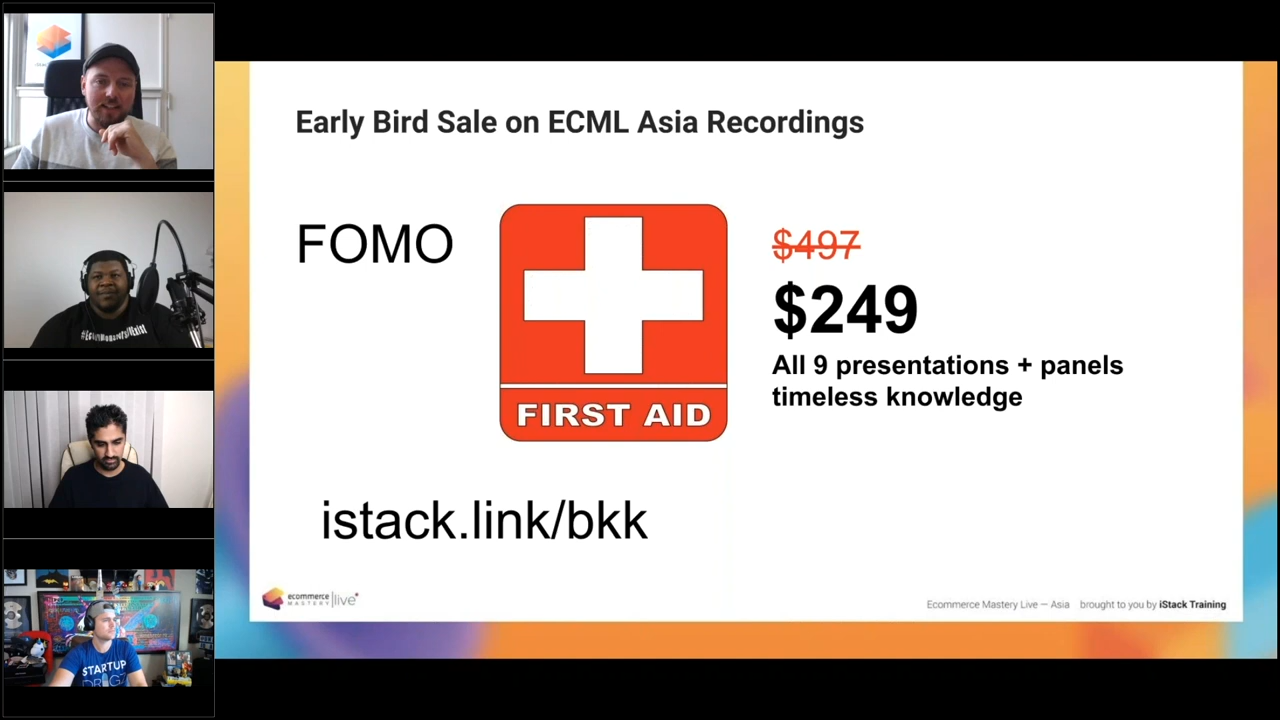 Early Bird Sale on ECML Asia Recordings
FOMO
FIRST AID
$497
$249
All 9 presentations + panels
timeless knowledge
istack.link/bkk
ecommerce
MASTERY
live
Ecommerce Mastery Live — Asia brought to you by iStack Training
STARTUP